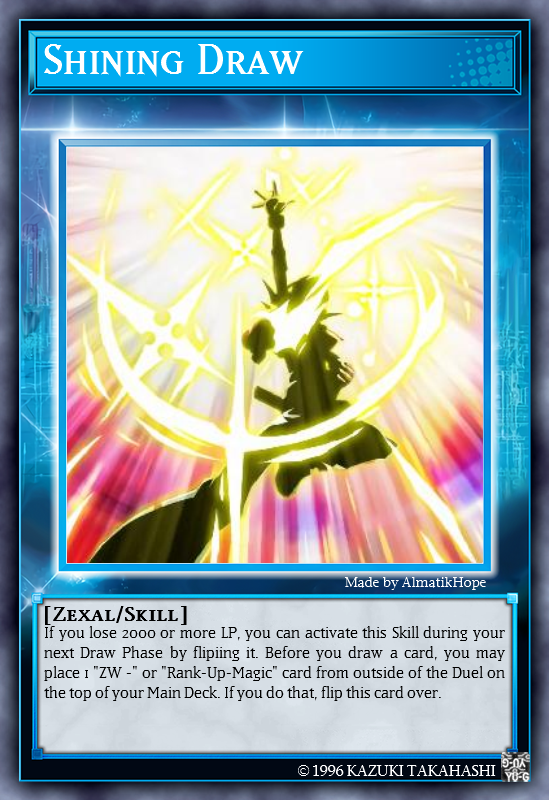 Shining Draw
Made by AlmatikHope
[Zexal/Skill]
If you lose 2000 or more LP, you can activate this Skill during your
next Draw Phase by flipiing it. Before you draw a card, you may
place 1 "ZW -" or "Rank-Up-Magic" card from outside of the Duel on
the top of your Main Deck. If you do that, flip this card over.
©1996 KAZUKI TAKAHASHI